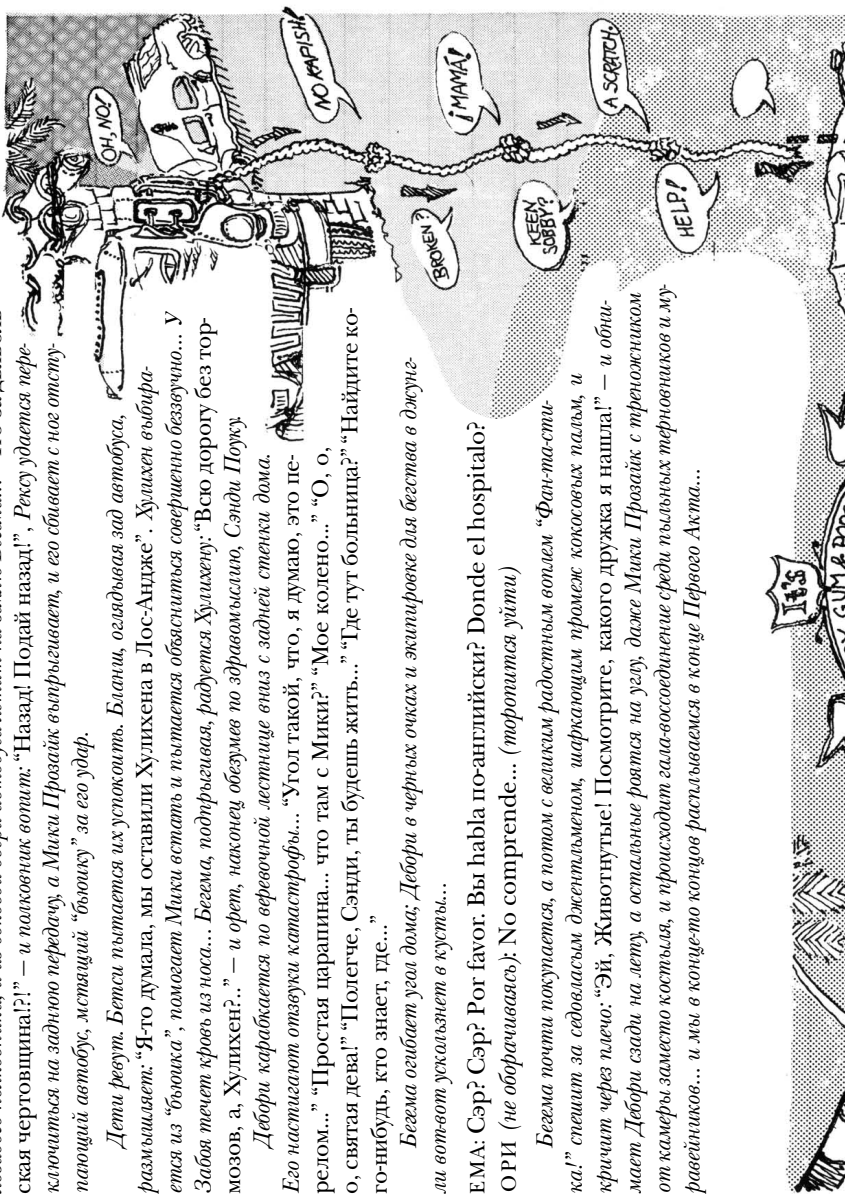 ская чертовщина!?!” — и полковник вопит: “Назад! Подай назад!”, Рексу удается пере-
ключиться на заднюю передачу, а Мики Прозайк выпрыгивает, и его сбивает с ног отсту-
пающий автобус, мстящий “бьюику” за его удар.
Дети ревут. Бетси пытается их успокоить. Бланш, оглядывая зад автобуса,
размышляет: “Я-то думала, мы оставили Хулихена в Лос-Андже”. Хулихен выбира-
ется из “бьюика”, помогает Мики встать и пытается объясниться совершенно беззвучно... У
Забоя течет кровь из носа... Бегема, подпрыгивая, радуется Хулихену: “Всю дорогу без тор-
мозов, а, Хулихен?...” — и орет, наконец обезумев по здравомыслию, Сэнди Поуку.
Дебори карабкается по веревочной лестнице вниз с задней стенки дома.
Его настигают отзвуки катастрофы... “Угол такой, что, я думаю, это пе-
релом...” “Простая царапина... что там с Мики?” “Мое колено...” “О, о,
о, святая дева!” “Полегче, Сэнди, ты будешь жить...” “Где тут больница?” “Найдите ко-
го-нибудь, кто знает, где...”
Бегема огибает угол дома; Дебори в черных очках и экипировке для бегства в джунг-
ли вот-вот ускользнет в кусты...
ЕМА: Сэр? Сэр? Por favor. Вы habla по-английски? Donde el hospitalo?
ОРИ (не оборачиваясь): No comprende... (торопится уйти)
Бегема почти покупается, а потом с великим радостным воплем “Фан-та-сти-
ка!” спешит за седовласым джентльменом, шаркающим промеж кокосовых пальм, и
кричит через плечо: “Эй, Животнутые! Посмотрите, какого дружка я нашла!” — и обни-
мает Дебори сзади на лету, а остальные роятся на углу, даже Мики Прозайк с треножником
от камеры заместо костыля, и происходит гала-воссоединение среди пыльных терновников и му-
равейников... и мы в конце-то концов расплываемся в конце Первого Акта...
OH, NO!
NO KAPISH!
¡MAMÁ!
A SCRATCH.
BROKEN?
KEEN SOBBY?
HELP!
IT'S
GUM &